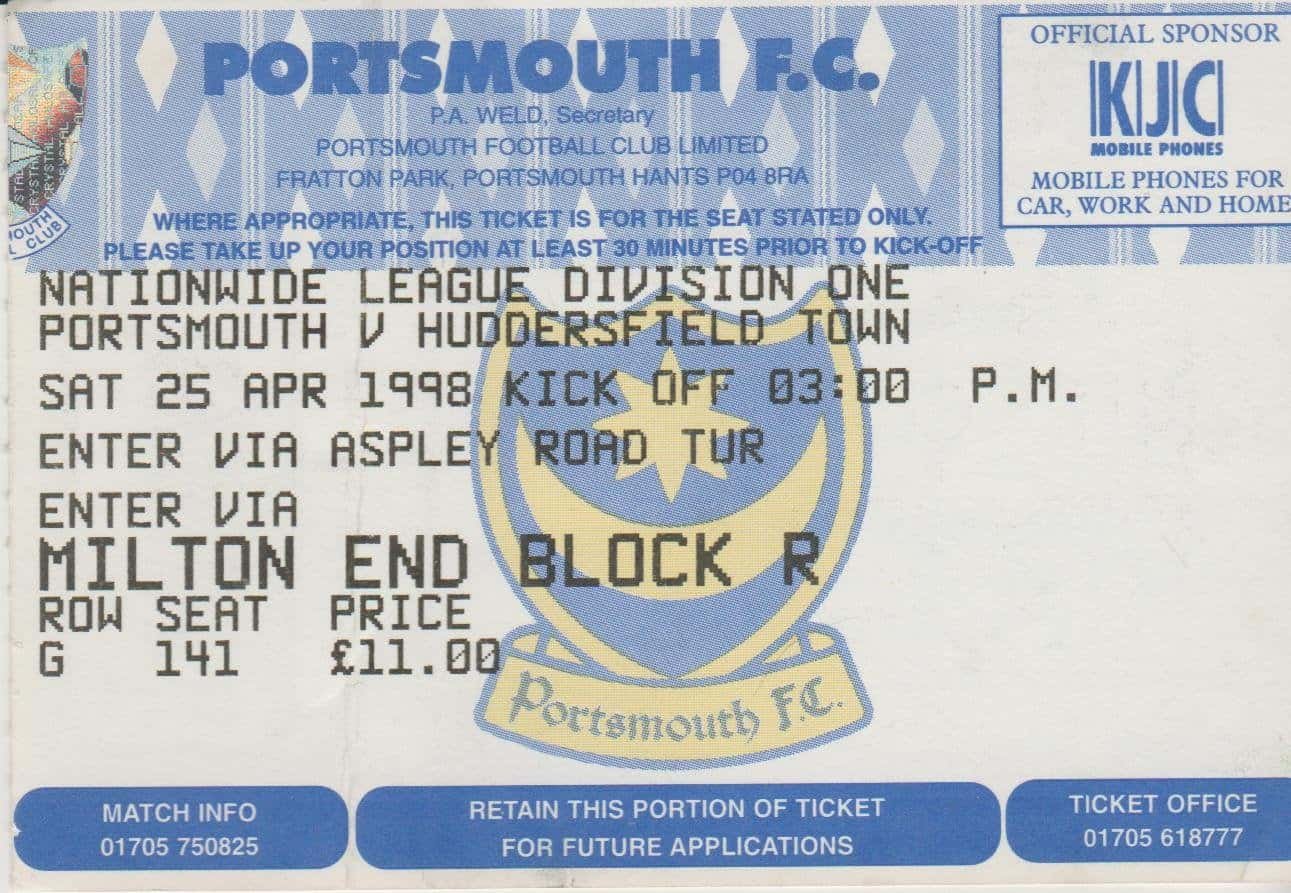 PORTSMOUTH F.C.
P.A. WELD, Secretary
PORTSMOUTH FOOTBALL CLUB LIMITED
FRATTON PARK, PORTSMOUTH HANTS P04 8RA
WHERE APPROPRIATE, THIS TICKET IS FOR THE SEAT STATED ONLY.
PLEASE TAKE UP YOUR POSITION AT LEAST 30 MINUTES PRIOR TO KICK-OFF
OFFICIAL SPONSOR
KJC
MOBILE PHONES
MOBILE PHONES FOR
CAR, WORK AND HOME
NATIONWIDE LEAGUE DIVISION ONE
PORTSMOUTH V HUDDERSFIELD TOWN
SAT 25 APR 1998 KICK OFF 03:00 P.M.
ENTER VIA ASPLEY ROAD TUR
ENTER VIA
MILTON END BLOCK R
ROW SEAT PRICE
G 141 £11.00
Portsmouth F.C.
MATCH INFO
01705 750825
RETAIN THIS PORTION OF TICKET
FOR FUTURE APPLICATIONS
TICKET OFFICE
01705 618777